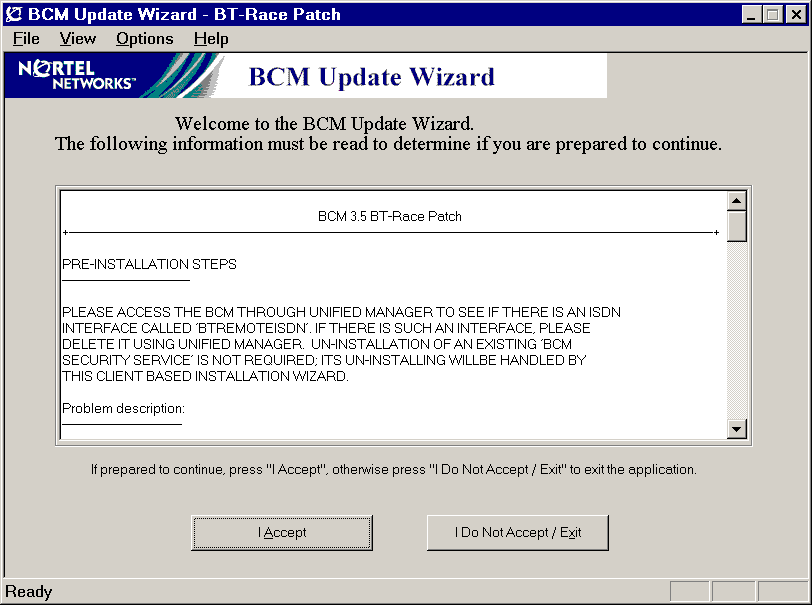 BCM Update Wizard - BT-Race Patch
File View Options Help
NORTEL
NETWORKS™
BCM Update Wizard
Welcome to the BCM Update Wizard.
The following information must be read to determine if you are prepared to continue.
BCM 3.5 BT-Race Patch
PRE-INSTALLATION STEPS
PLEASE ACCESS THE BCM THROUGH UNIFIED MANAGER TO SEE IF THERE IS AN ISDN
INTERFACE CALLED 'BTREMOTEISDN'. IF THERE IS SUCH AN INTERFACE, PLEASE
DELETE IT USING UNIFIED MANAGER. UN-INSTALLATION OF AN EXISTING 'BCM
SECURITY SERVICE' IS NOT REQUIRED; ITS UN-INSTALLING WILLBE HANDLED BY
THIS CLIENT BASED INSTALLATION WIZARD.
Problem description:
If prepared to continue, press "I Accept", otherwise press "I Do Not Accept / Exit" to exit the application.
I Accept
I Do Not Accept / Exit
Ready